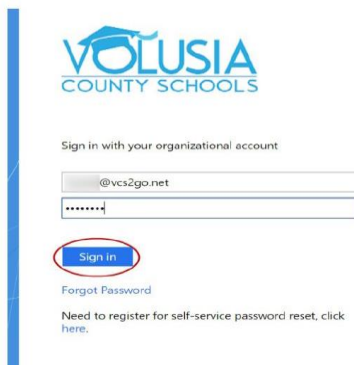 VOLUSIA
COUNTY SCHOOLS
Sign in with your organizational account
@vcs2go.net
••••••••
Sign in
Forgot Password
Need to register for self-service password reset, click
here.